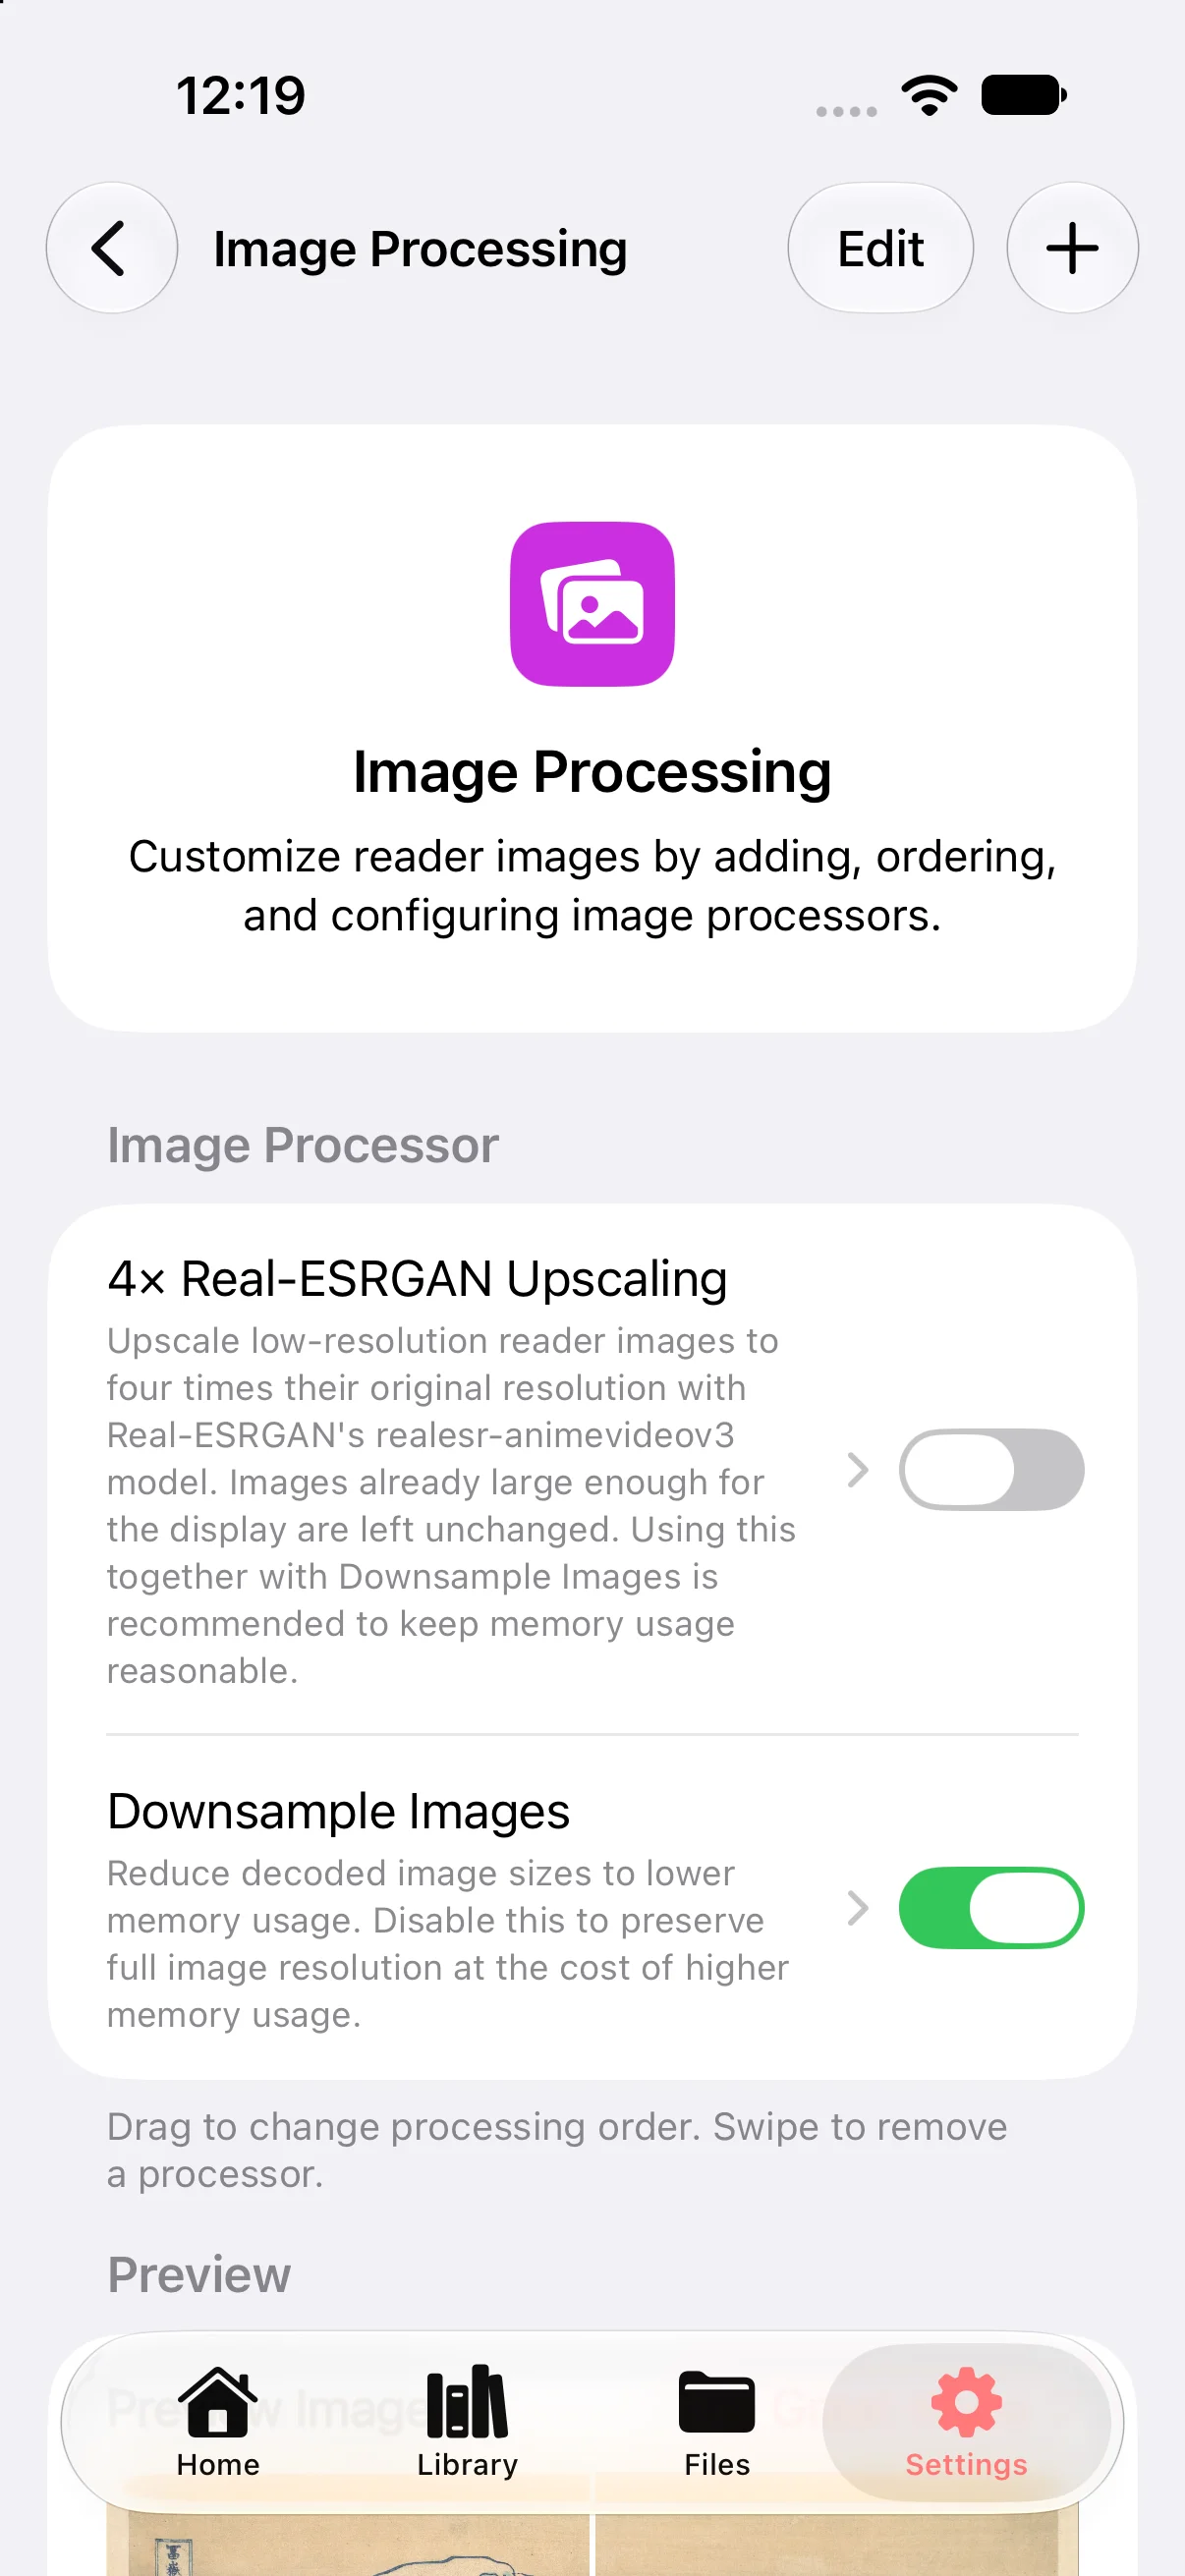 12:19
Image Processing
Edit
Image Processing
Customize reader images by adding, ordering,
and configuring image processors.
Image Processor
4× Real-ESRGAN Upscaling
Upscale low-resolution reader images to
four times their original resolution with
Real-ESRGAN's realesr-animevideov3
model. Images already large enough for
the display are left unchanged. Using this
together with Downsample Images is
recommended to keep memory usage
reasonable.
Downsample Images
Reduce decoded image sizes to lower
memory usage. Disable this to preserve
full image resolution at the cost of higher
memory usage.
Drag to change processing order. Swipe to remove
a processor.
Preview
Home
Library
Files
Settings